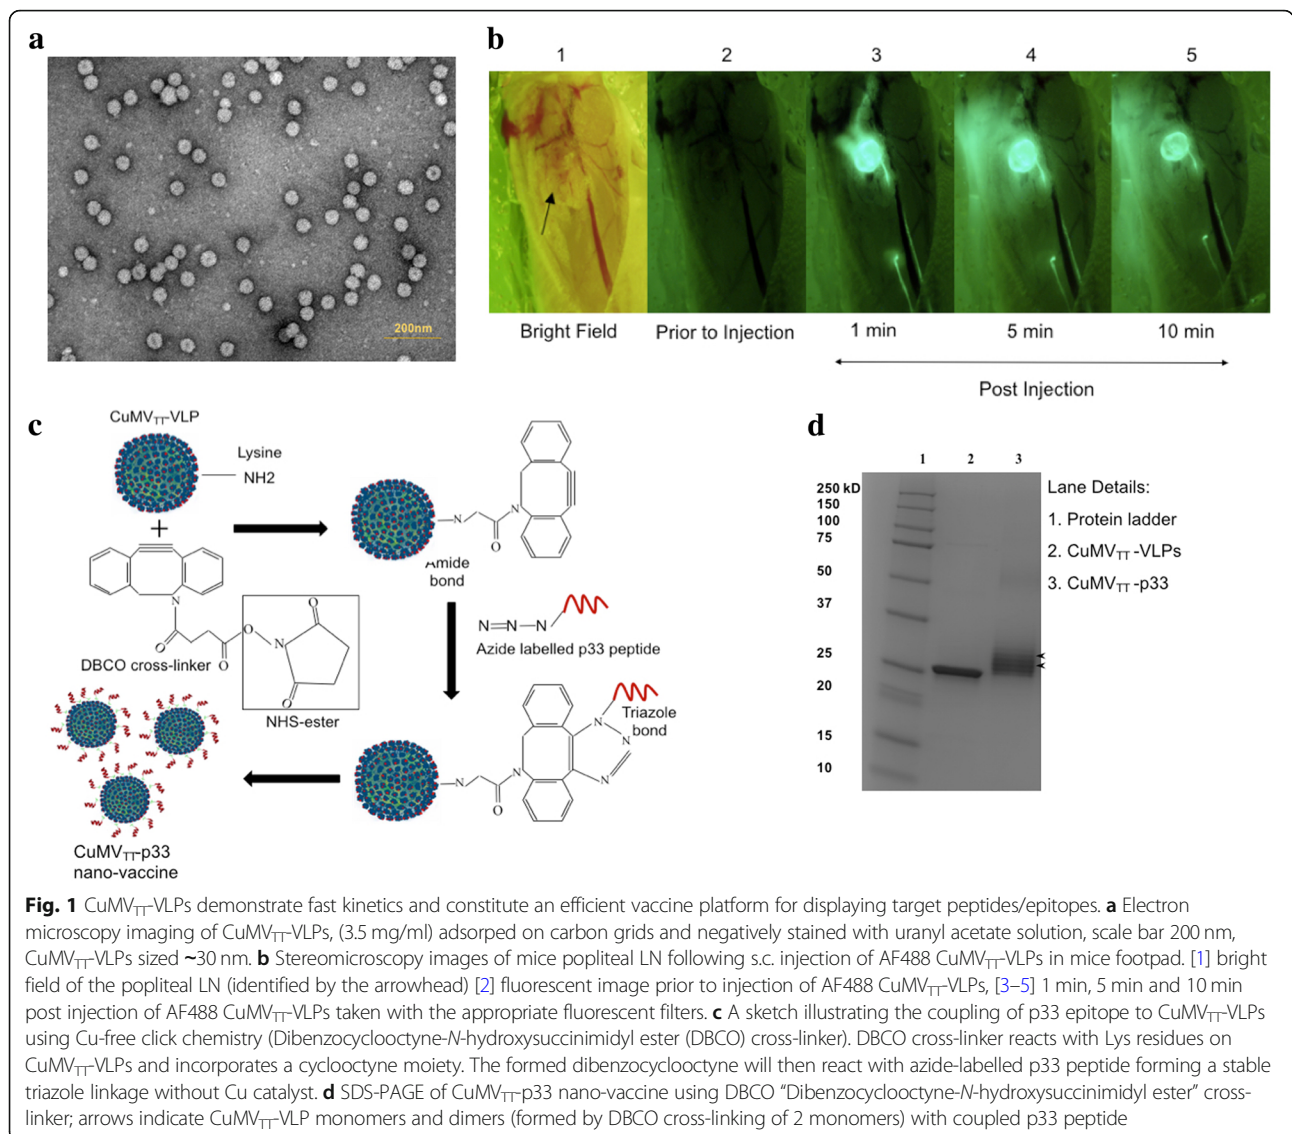 a
200nm
b
1 2 3 4 5
Bright Field Prior to Injection 1 min 5 min 10 min
Post Injection
c
CuMVTT-VLP
Lysine
NH2
+
N
O
O
O
N
O
O
DBCO cross-linker
NHS-ester
N
N
O
Amide
bond
N=N-N
Azide labelled p33 peptide
Triazole
bond
N
N
N
N
N
O
CuMVTT-p33
nano-vaccine
d
1 2 3
250 kD
150
100
75
50
37
25
20
15
10
Lane Details:
1. Protein ladder
2. CuMVTT-VLPs
3. CuMVTT-p33
Fig. 1 CuMVTT-VLPs demonstrate fast kinetics and constitute an efficient vaccine platform for displaying target peptides/epitopes. a Electron
microscopy imaging of CuMVTT-VLPs, (3.5 mg/ml) adsorped on carbon grids and negatively stained with uranyl acetate solution, scale bar 200 nm,
CuMVTT-VLPs sized ~30 nm. b Stereomicroscopy images of mice popliteal LN following s.c. injection of AF488 CuMVTT-VLPs in mice footpad. [1] bright
field of the popliteal LN (identified by the arrowhead) [2] fluorescent image prior to injection of AF488 CuMVTT-VLPs, [3–5] 1 min, 5 min and 10 min
post injection of AF488 CuMVTT-VLPs taken with the appropriate fluorescent filters. c A sketch illustrating the coupling of p33 epitope to CuMVTT-VLPs
using Cu-free click chemistry (Dibenzocyclooctyne-N-hydroxysuccinimidyl ester (DBCO) cross-linker). DBCO cross-linker reacts with Lys residues on
CuMVTT-VLPs and incorporates a cyclooctyne moiety. The formed dibenzocyclooctyne will then react with azide-labelled p33 peptide forming a stable
triazole linkage without Cu catalyst. d SDS-PAGE of CuMVTT-p33 nano-vaccine using DBCO “Dibenzocyclooctyne-N-hydroxysuccinimidyl ester” cross-
linker; arrows indicate CuMVTT-VLP monomers and dimers (formed by DBCO cross-linking of 2 monomers) with coupled p33 peptide